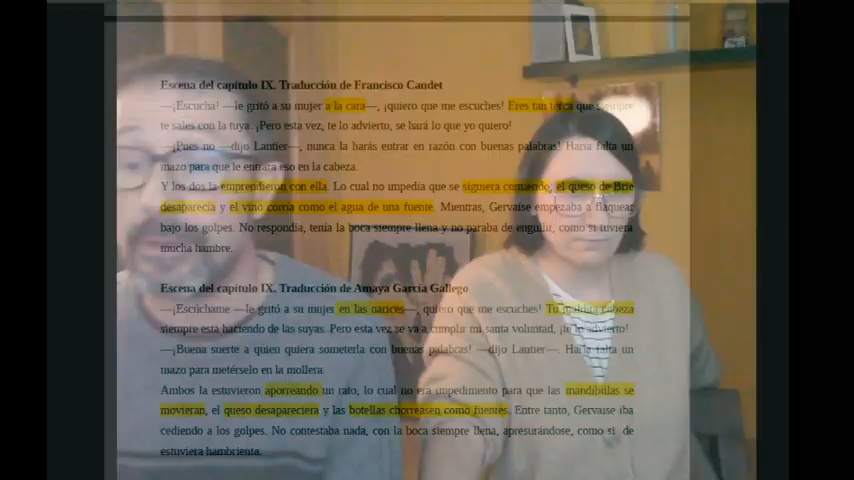 Escena del capítulo IX. Traducción de Francisco Caudet
—¡Escucha! —le gritó a su mujer a la cara—, ¡quiero que me escuches! Eres tan terca que siempre
te sales con la tuya. ¡Pero esta vez, te lo advierto, se hará lo que yo quiero!
—¡Pues no —dijo Lantier—, nunca la harás entrar en razón con buenas palabras! Haría falta un
mazo para que le entrara eso en la cabeza.
Y los dos la emprendieron con ella. Lo cual no impedía que se siguiera comiendo, el queso de Brie
desaparecía y el vino corría como el agua de una fuente. Mientras, Gervaise empezaba a flaquear
bajo los golpes. No respondía, tenía la boca siempre llena y no paraba de engullir, como si tuviera
mucha hambre.
Escena del capítulo IX. Traducción de Amaya García Gallego
—¡Escúchame —le gritó a su mujer en las narices—, quiero que me escuches! Tu maldita cabeza
siempre está haciendo de las suyas. Pero esta vez se va a cumplir mi santa voluntad, ¡te lo advierto!
—¡Buena suerte a quien quiera someterla con buenas palabras! —dijo Lantier—. Haría falta un
mazo para metérselo en la mollera.
Ambos la estuvieron aporreando un rato, lo cual no era impedimento para que las mandíbulas se
movieran, el queso desapareciera y las botellas chorreasen como fuentes. Entre tanto, Gervaise iba
cediendo a los golpes. No contestaba nada, con la boca siempre llena, apresurándose, como si de
estuviera hambrienta.